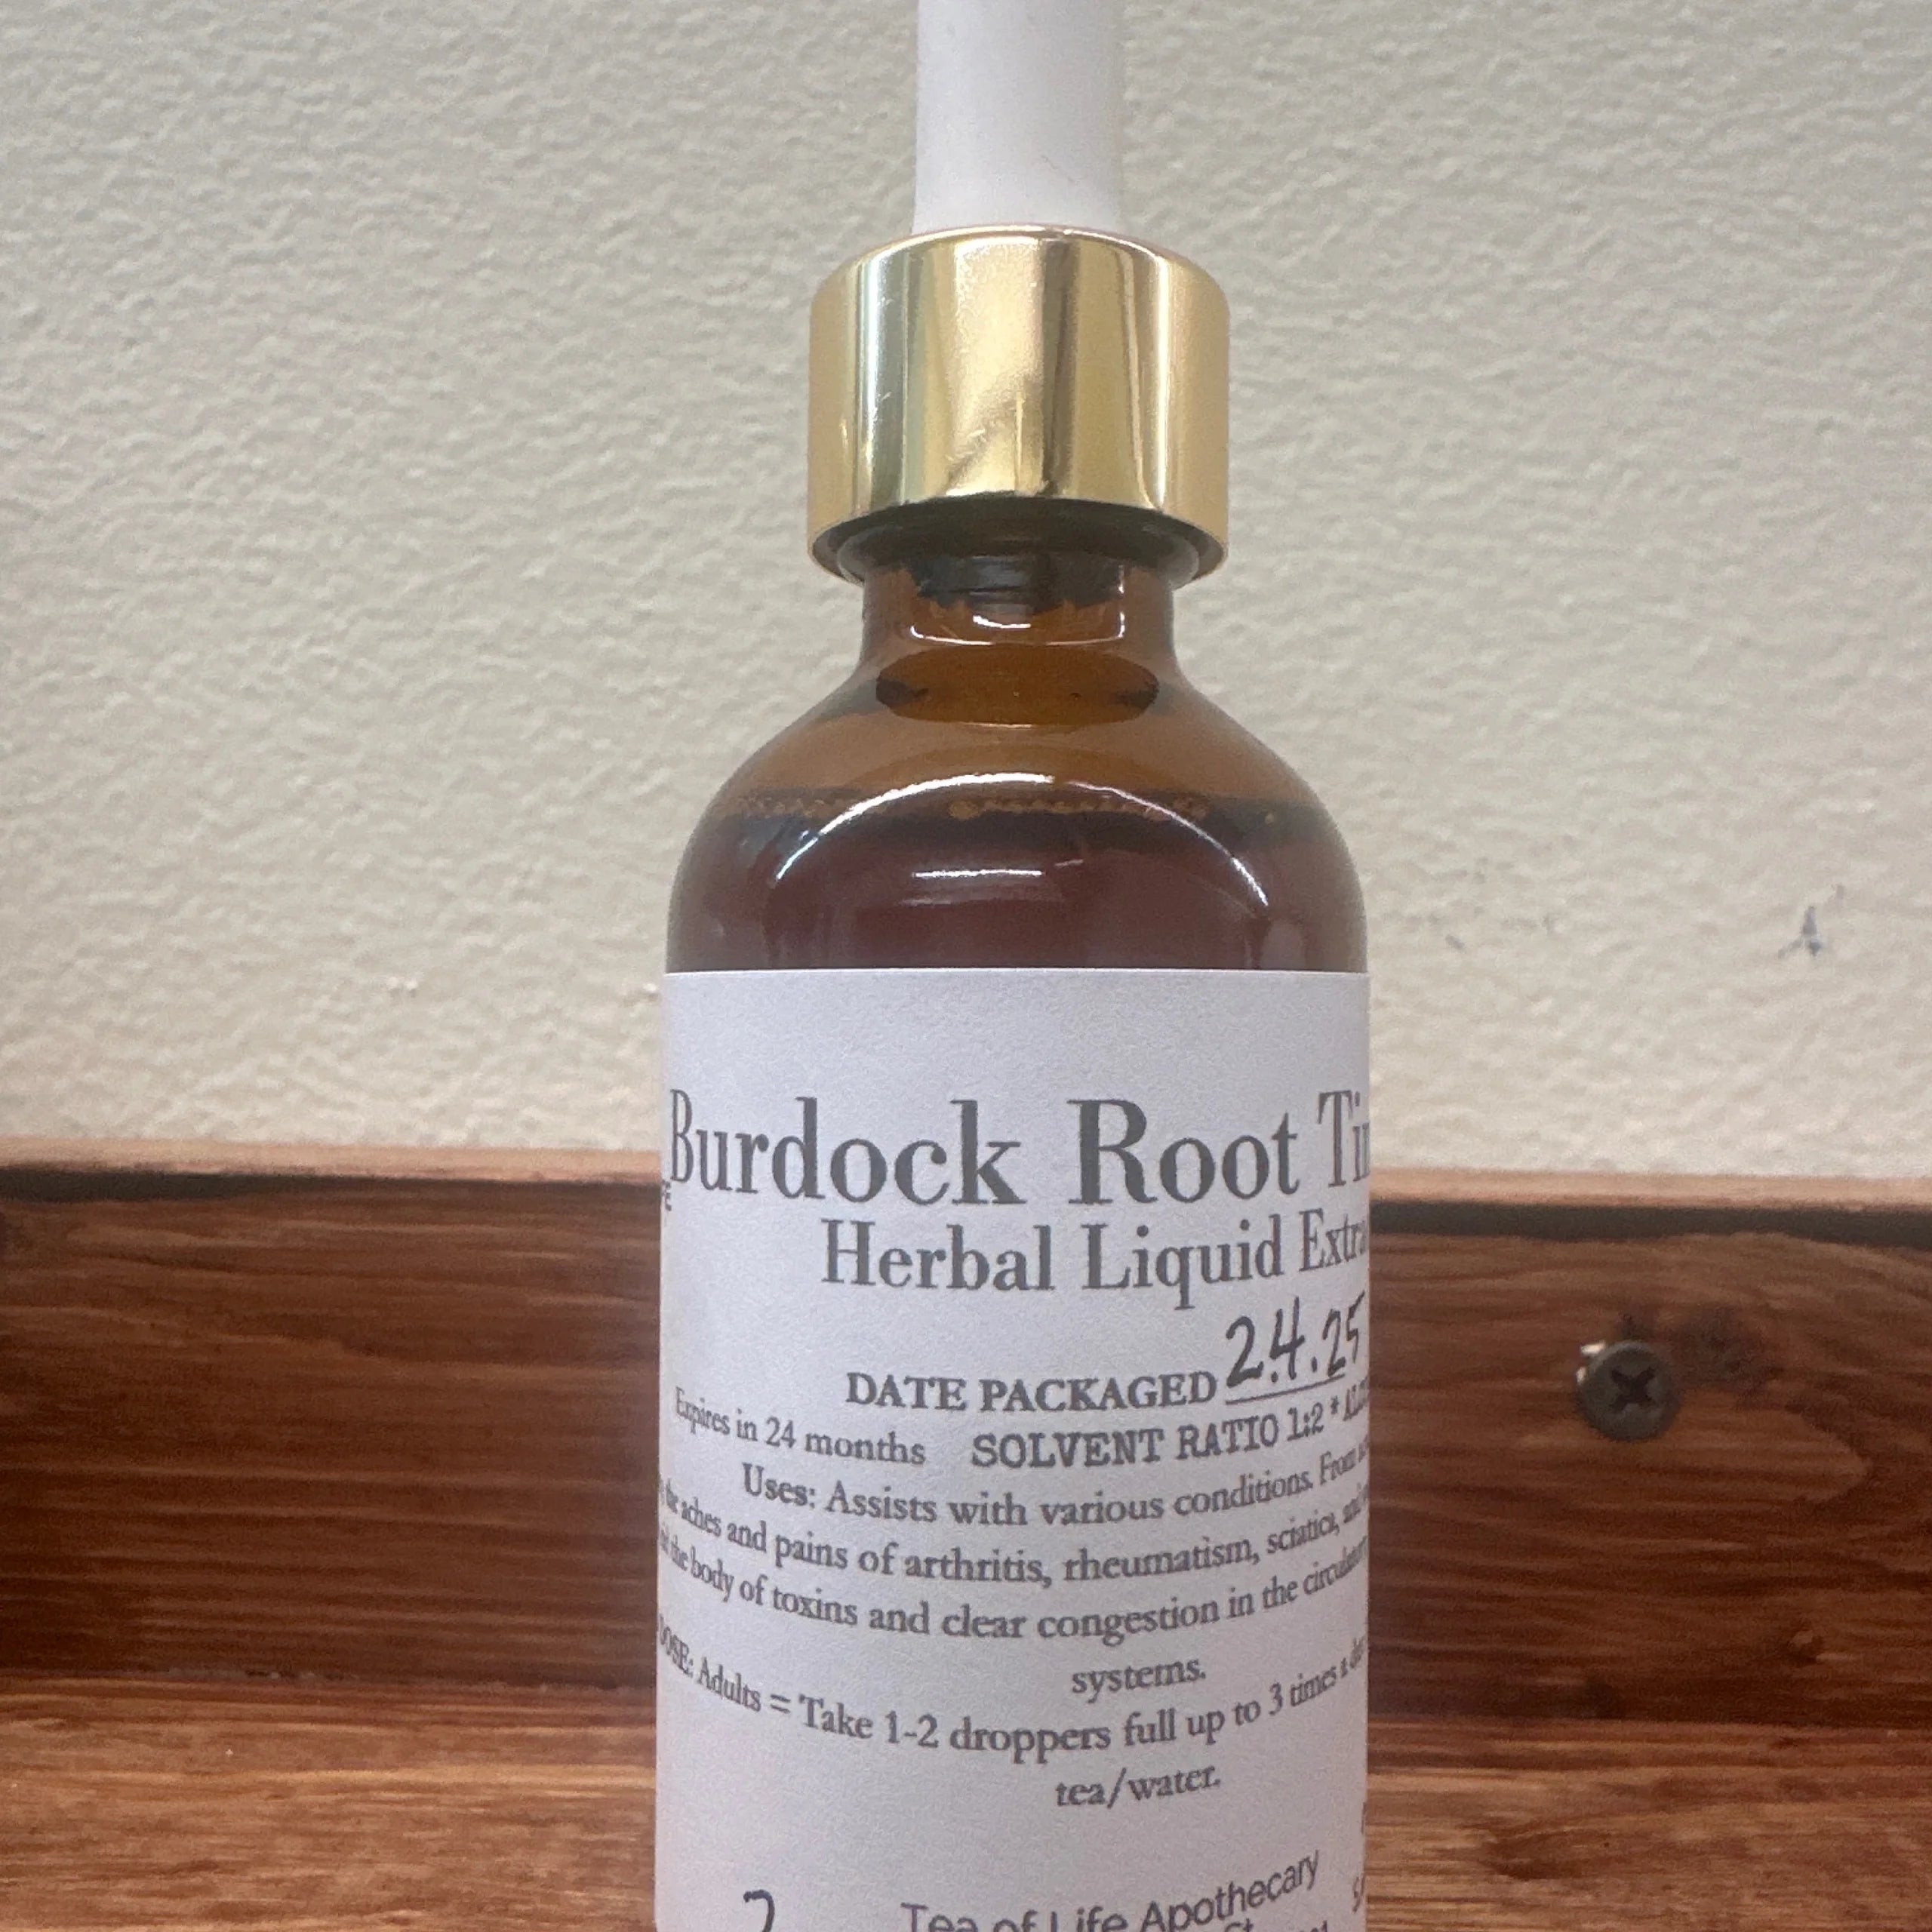 Burdock Root
Herbal Liquid
DATE PACKAGED 2.4.25
Expires in 24 months SOLVENT RATIO 1:2 *
Uses: Assists with various conditions. From
the aches and pains of arthritis, rheumatism, sciatica,
the body of toxins and clear congestion in the
systems.
DOSE: Adults = Take 1-2 droppers full up to 3 times a
tea/water.
2
Tea of Life Apothecary